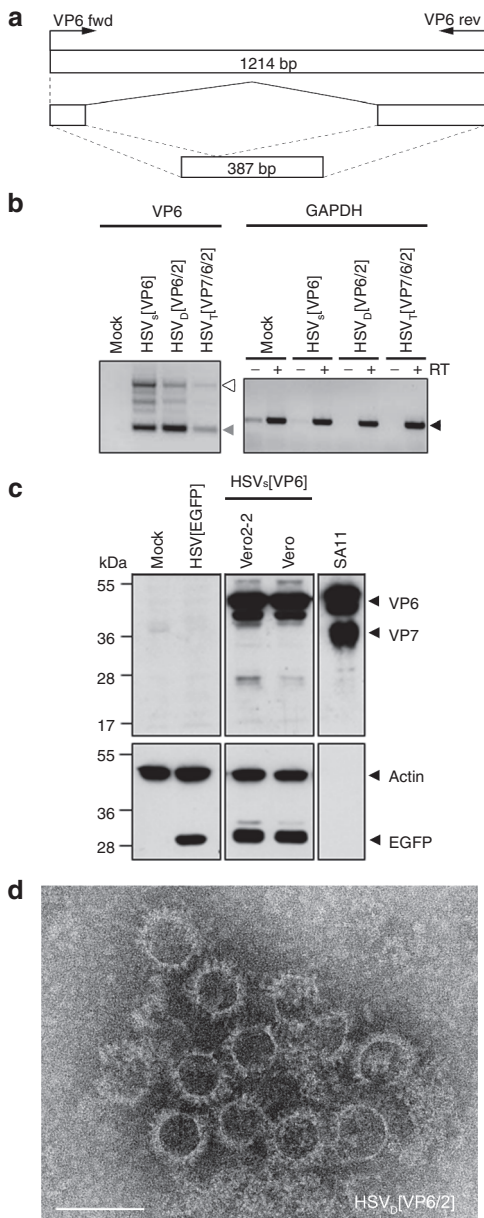 a
VP6 fwd
VP6 rev
1214 bp
387 bp
b
VP6
GAPDH
Mock
HSVs[VP6]
HSVD[VP6/2]
HSVT[VP7/6/2]
Mock
HSVs[VP6]
HSVD[VP6/2]
HSVT[VP7/6/2]
– + – + – + – + RT
c
HSVs[VP6]
kDa
Mock
HSV[EGFP]
Vero2-2
Vero
SA11
55
VP6
36
VP7
28
17
55
Actin
36
28
EGFP
d
HSVD[VP6/2]